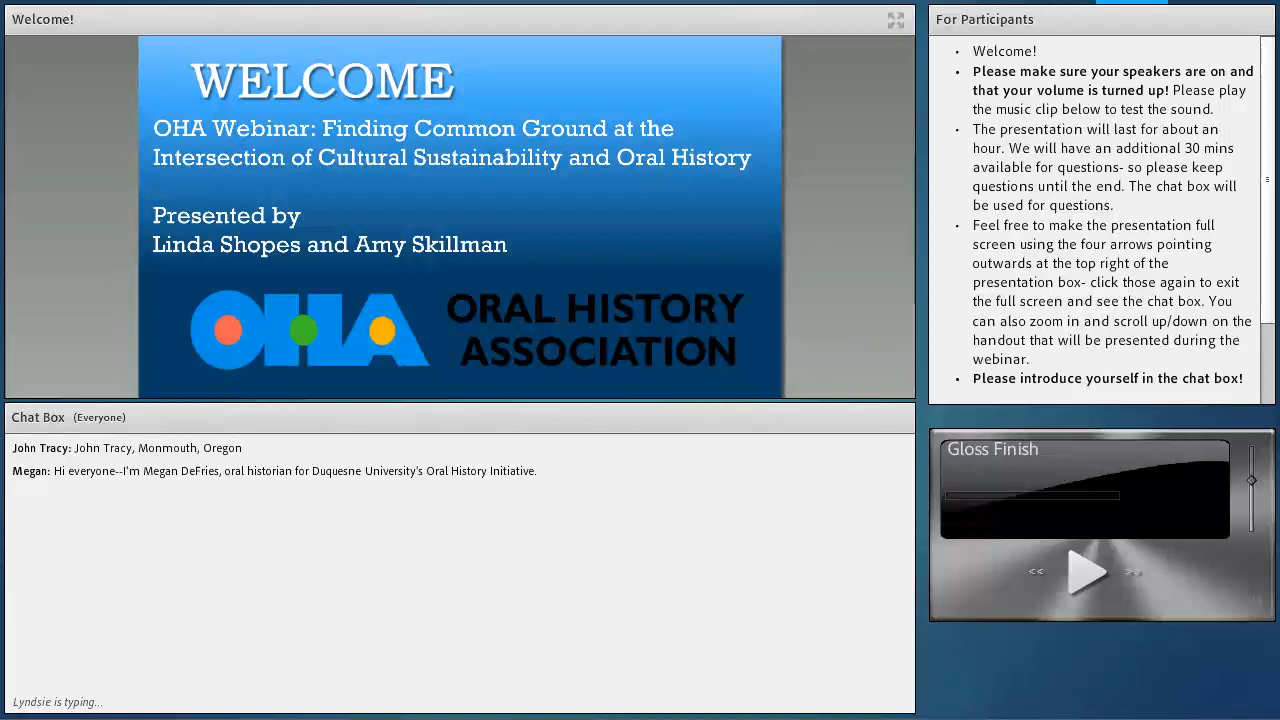 Welcome!
WELCOME
OHA Webinar: Finding Common Ground at the
Intersection of Cultural Sustainability and Oral History
Presented by
Linda Shopes and Amy Skillman
OHA ORAL HISTORY
ASSOCIATION
Chat Box (Everyone)
John Tracy: John Tracy, Monmouth, Oregon
Megan: Hi everyone--I'm Megan DeFries, oral historian for Duquesne University's Oral History Initiative.
Lyndsie is typing...
For Participants
• Welcome!
• Please make sure your speakers are on and
that your volume is turned up! Please play
the music clip below to test the sound.
• The presentation will last for about an
hour. We will have an additional 30 mins
available for questions- so please keep
questions until the end. The chat box will
be used for questions.
• Feel free to make the presentation full
screen using the four arrows pointing
outwards at the top right of the
presentation box- click those again to exit
the full screen and see the chat box. You
can also zoom in and scroll up/down on the
handout that will be presented during the
webinar.
• Please introduce yourself in the chat box!
Gloss Finish
<< >>